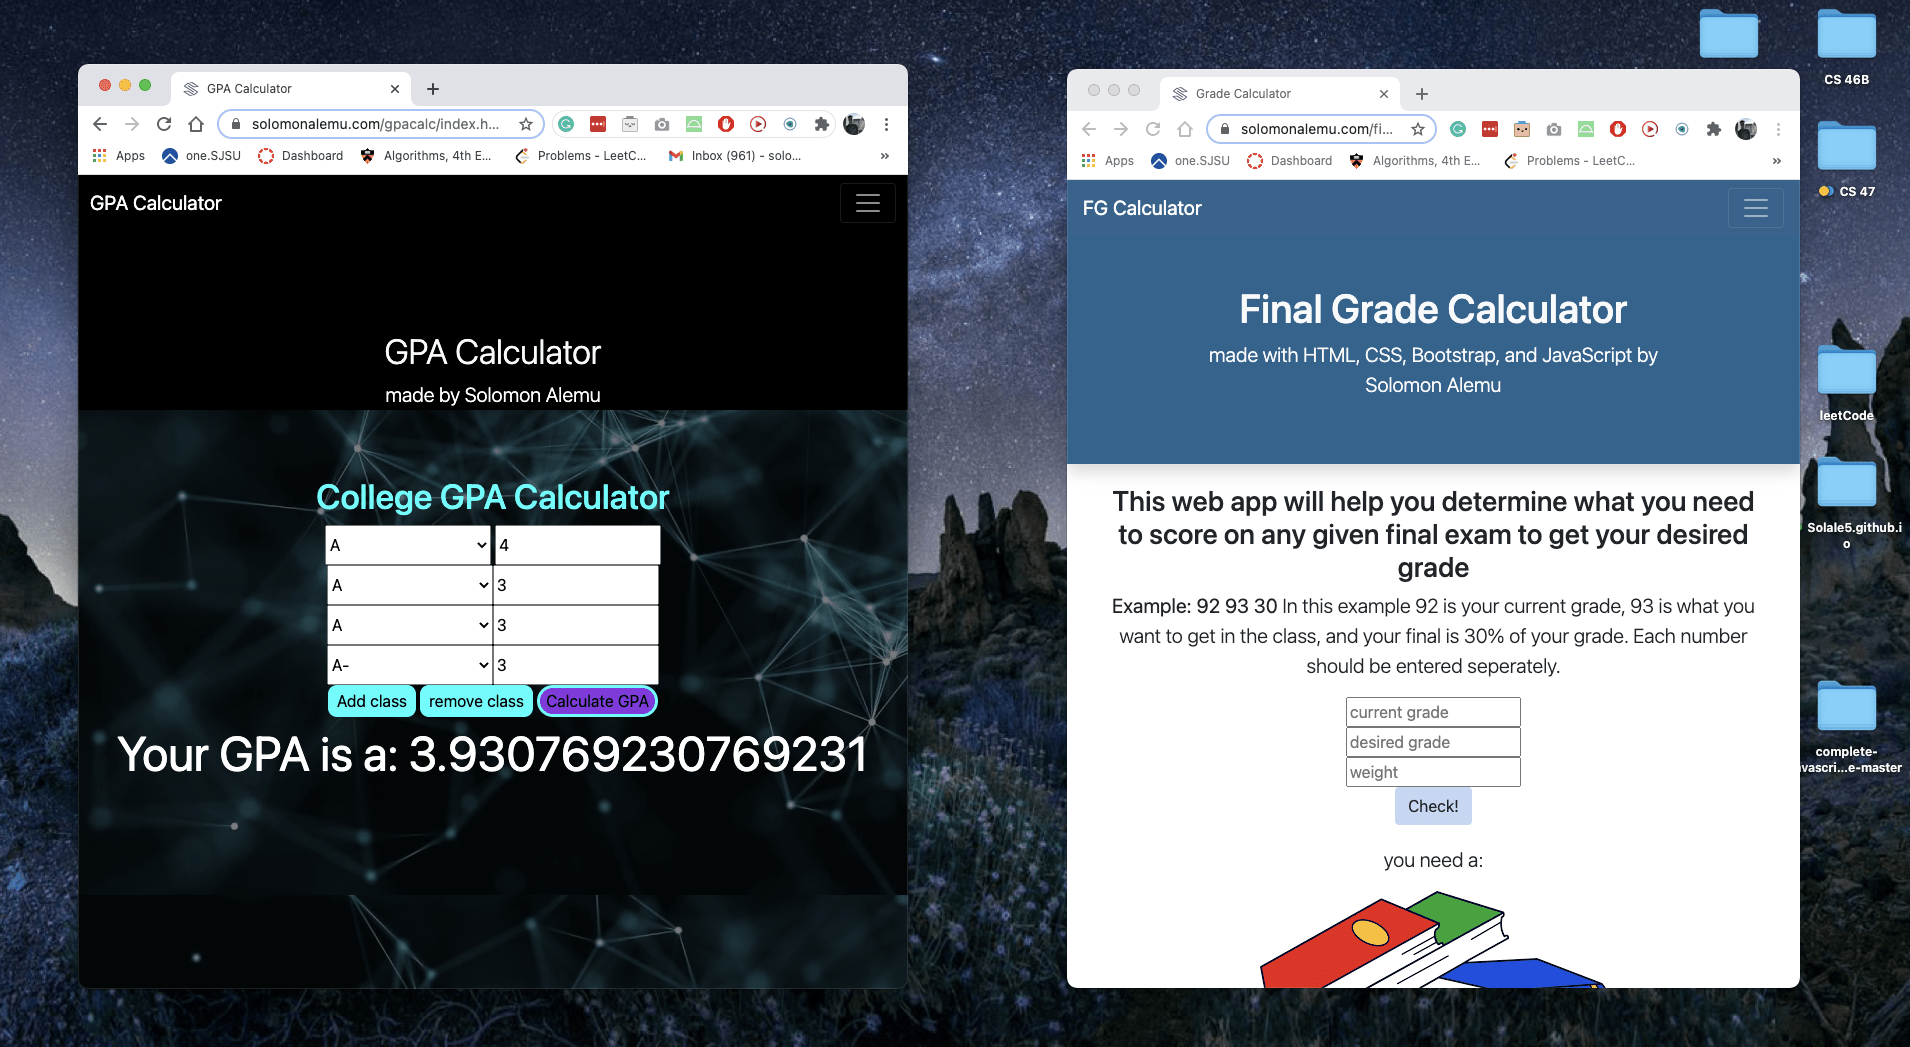 GPA Calculator
solomonalemu.com/gpacalc/index.h...
Apps
one.SJSU
Dashboard
Algorithms, 4th E...
Problems - LeetC...
Inbox (961) - solo...
»
GPA Calculator
GPA Calculator
made by Solomon Alemu
College GPA Calculator
A 4
A 3
A 3
A- 3
Add class remove class Calculate GPA
Your GPA is a: 3.930769230769231
Grade Calculator
solomonalemu.com/fi...
Apps
one.SJSU
Dashboard
Algorithms, 4th E...
Problems - LeetC...
»
FG Calculator
Final Grade Calculator
made with HTML, CSS, Bootstrap, and JavaScript by
Solomon Alemu
This web app will help you determine what you need
to score on any given final exam to get your desired
grade
Example: 92 93 30 In this example 92 is your current grade, 93 is what you
want to get in the class, and your final is 30% of your grade. Each number
should be entered seperately.
current grade
desired grade
weight
Check!
you need a:
CS 46B
CS 47
leetCode
Solale5.github.i
o
complete-
avascri...e-master